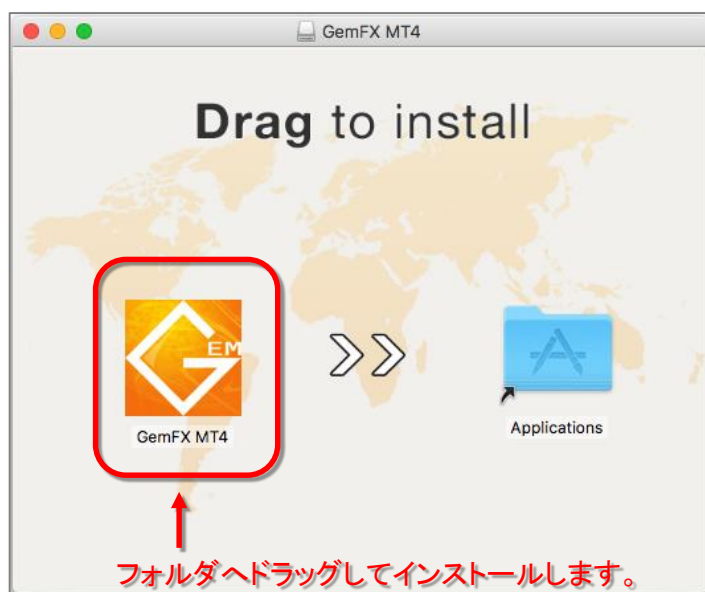 GemFX MT4
Drag to install
GEM
GemFX MT4
Applications
フォルダへドラッグしてインストールします。